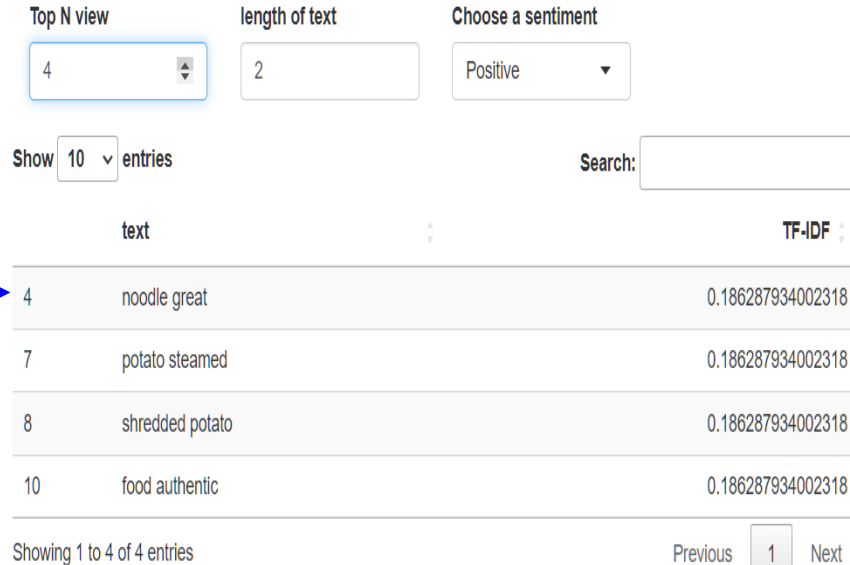 Top N view length of text Choose a sentiment
4 2 Positive
Show 10 entries Search:
text TF-IDF
4 noodle great 0.186287934002318
7 potato steamed 0.186287934002318
8 shredded potato 0.186287934002318
10 food authentic 0.186287934002318
Showing 1 to 4 of 4 entries Previous 1 Next